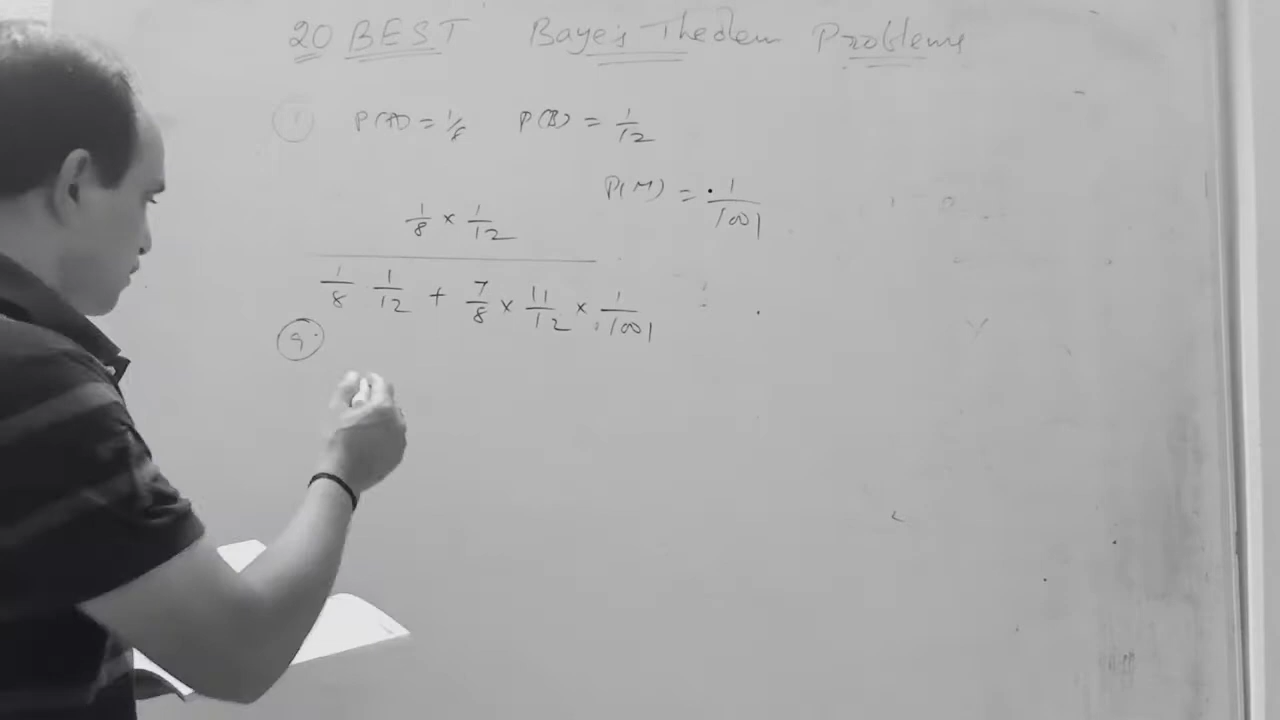 20 BEST Baye's Theorem Problems
P(A) = 1/8 P(B) = 1/12
P(M) = 1/1001
1/8 × 1/12
1/8 · 1/12 + 7/8 × 11/12 × 1/1001
9.